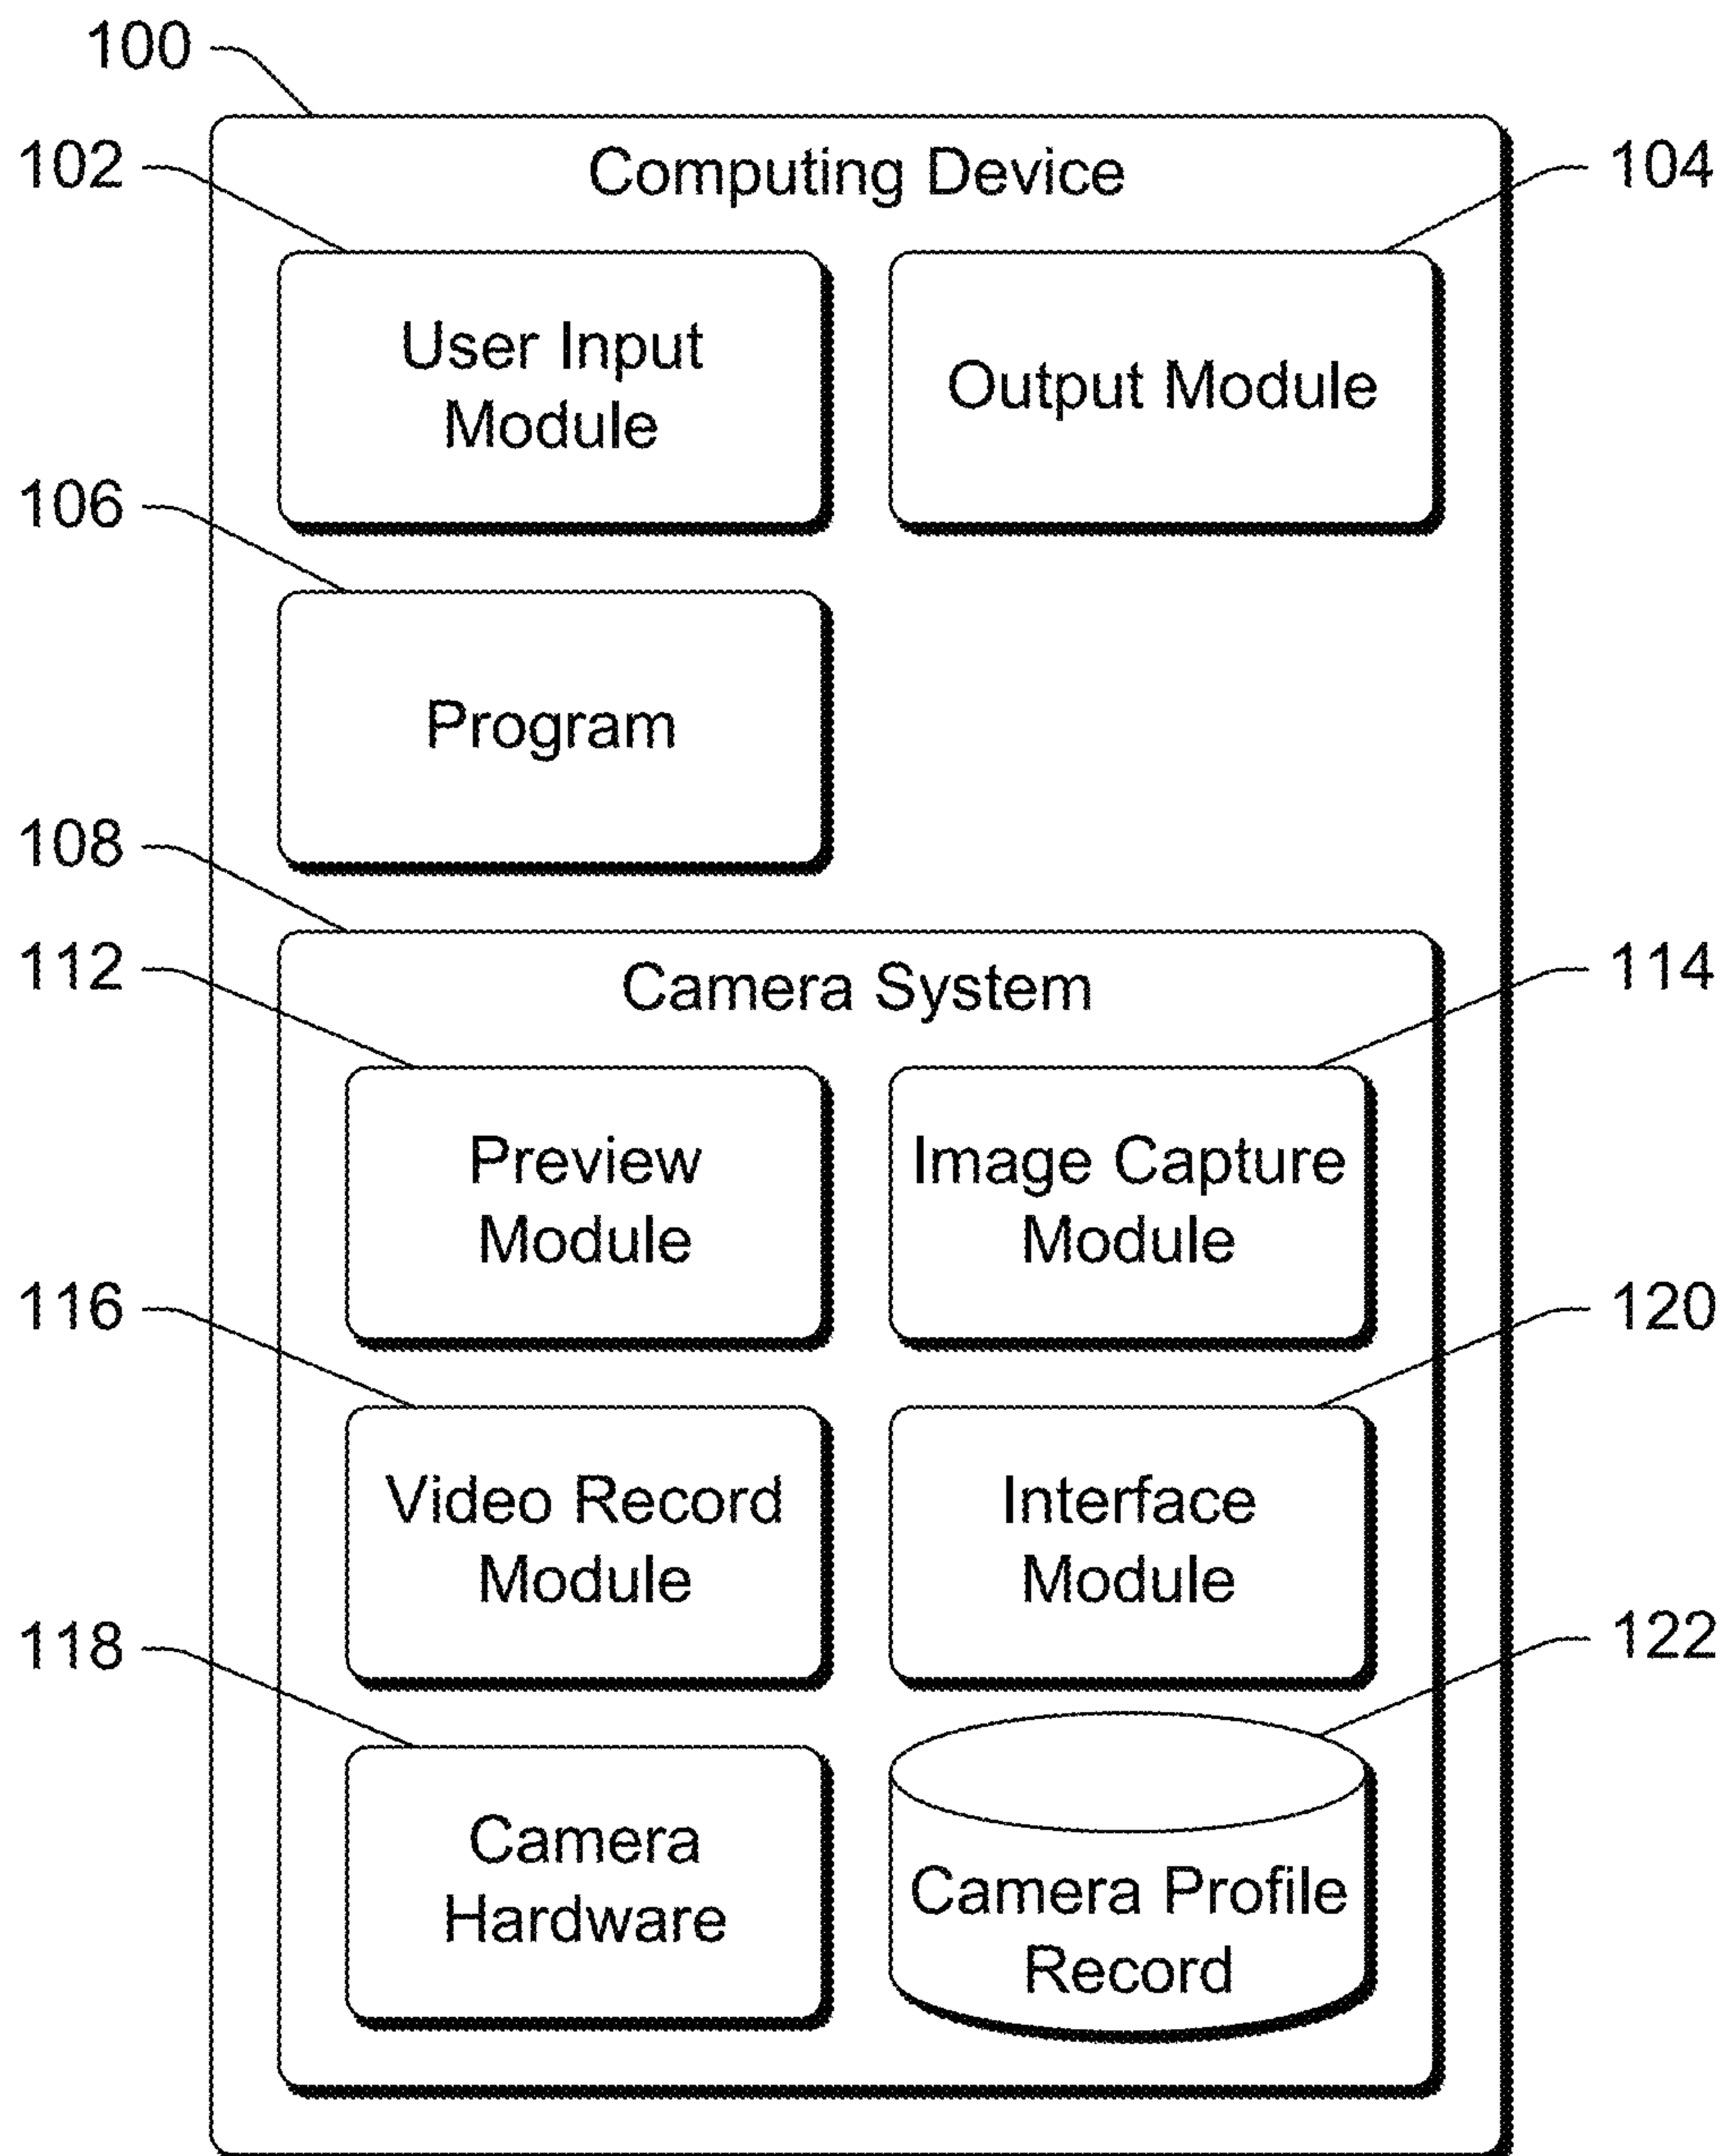 100
Computing Device
102
104
User Input
Module
Output Module
106
Program
108
Camera System
112
114
Preview
Module
Image Capture
Module
116
120
Video Record
Module
Interface
Module
118
122
Camera
Hardware
Camera Profile
Record